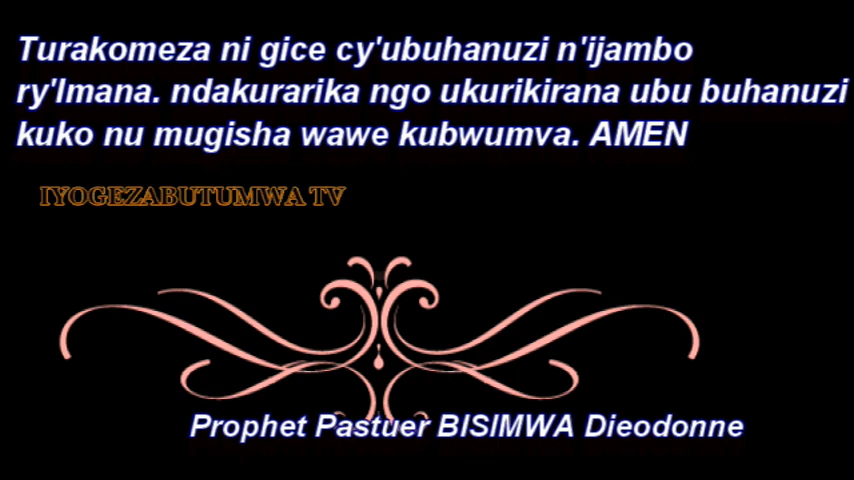 Turakomeza ni gice cy'ubuhanuzi n'ijambo
ry'Imana. ndakurarika ngo ukurikirana ubu buhanuzi
kuko nu mugisha wawe kubwumva. AMEN
IYOGEZABUTUMWA TV
Prophet Pastuer BISIMWA Dieodonne